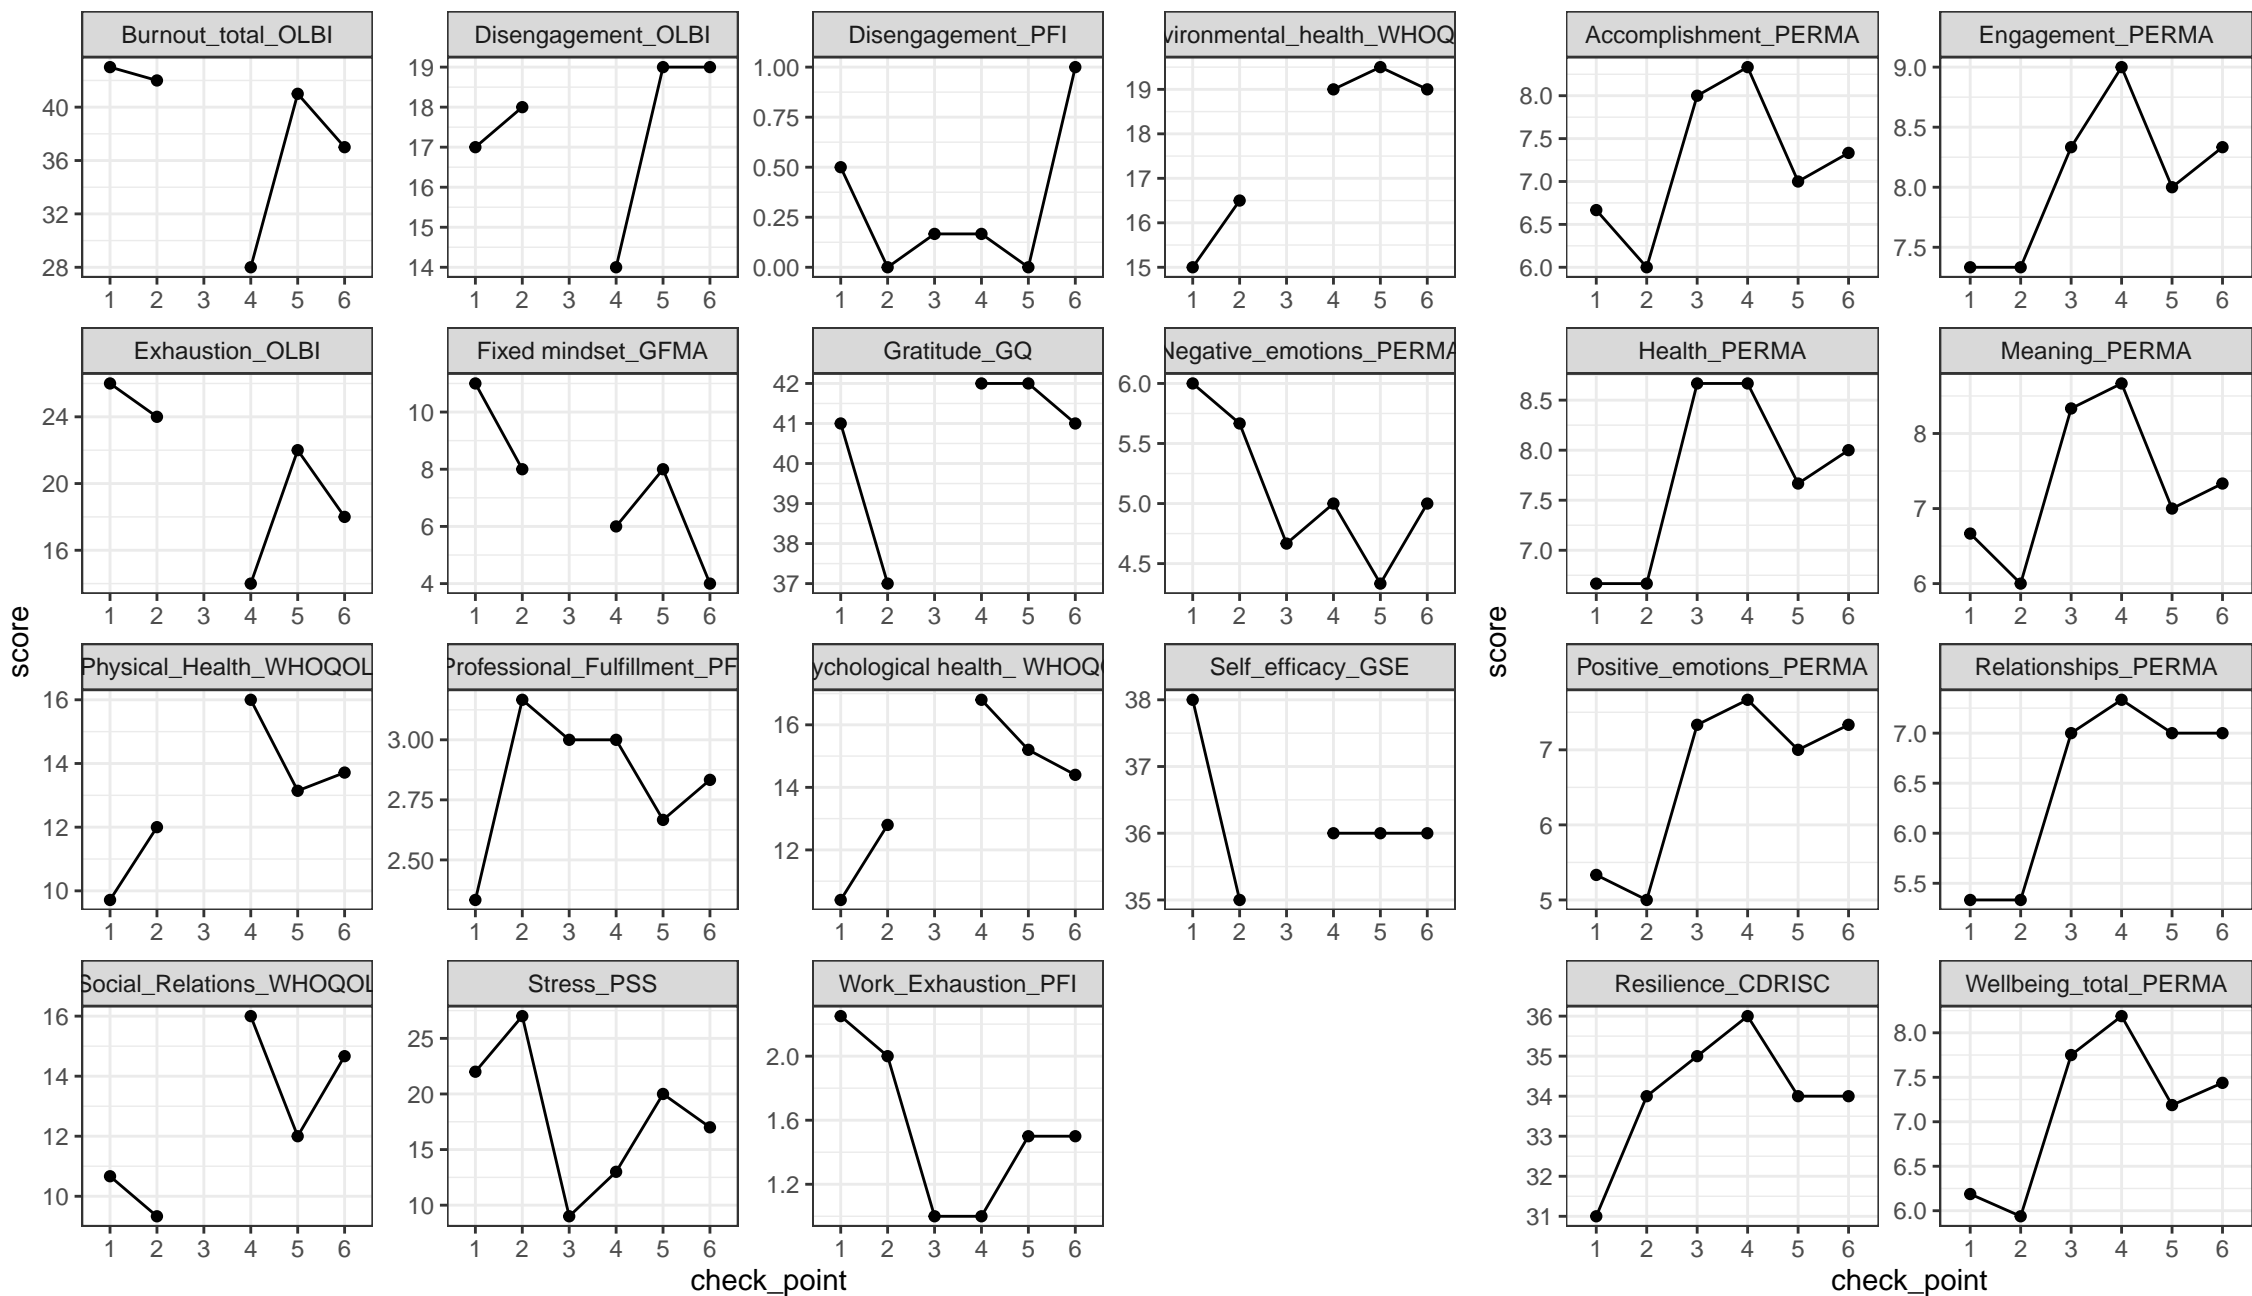 Burnout_total_OLBI
Disengagement_OLBI
Disengagement_PFI
vironmental_health_WHOQ
Accomplishment_PERMA
Engagement_PERMA
40
36
32
28
1 2 3 4 5 6
19
18
17
16
15
14
1 2 3 4 5 6
1.00
0.75
0.50
0.25
0.00
1 2 3 4 5 6
19
18
17
16
15
1 2 3 4 5 6
8.0
7.5
7.0
6.5
6.0
1 2 3 4 5 6
9.0
8.5
8.0
7.5
1 2 3 4 5 6
Exhaustion_OLBI
Fixed mindset_GFMA
Gratitude_GQ
Negative_emotions_PERMA
Health_PERMA
Meaning_PERMA
24
20
16
1 2 3 4 5 6
10
8
6
4
1 2 3 4 5 6
42
41
40
39
38
37
1 2 3 4 5 6
6.0
5.5
5.0
4.5
1 2 3 4 5 6
8.5
8.0
7.5
7.0
1 2 3 4 5 6
8
7
6
1 2 3 4 5 6
score
score
Physical_Health_WHOQOL
Professional_Fulfillment_PF
ychological health_ WHOQ
Self_efficacy_GSE
Positive_emotions_PERMA
Relationships_PERMA
16
14
12
10
1 2 3 4 5 6
3.00
2.75
2.50
1 2 3 4 5 6
16
14
12
1 2 3 4 5 6
38
37
36
35
1 2 3 4 5 6
7
6
5
1 2 3 4 5 6
7.0
6.5
6.0
5.5
1 2 3 4 5 6
Social_Relations_WHOQOL
Stress_PSS
Work_Exhaustion_PFI
Resilience_CDRISC
Wellbeing_total_PERMA
16
14
12
10
1 2 3 4 5 6
25
20
15
10
1 2 3 4 5 6
2.0
1.6
1.2
1 2 3 4 5 6
36
35
34
33
32
31
1 2 3 4 5 6
8.0
7.5
7.0
6.5
6.0
1 2 3 4 5 6
check_point
check_point